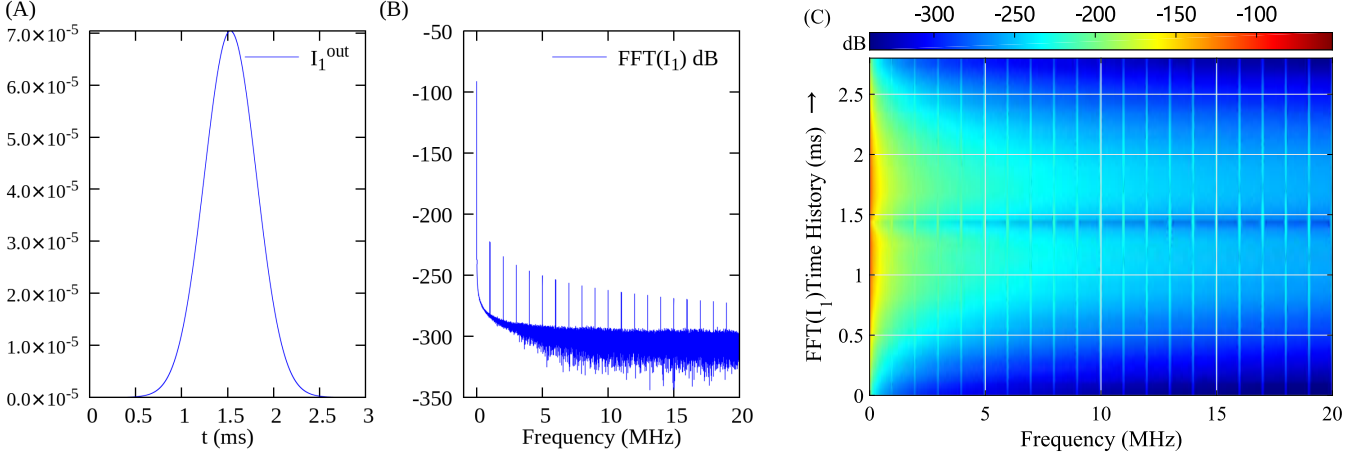 (A)
7.0×10⁻⁵
6.0×10⁻⁵
5.0×10⁻⁵
4.0×10⁻⁵
3.0×10⁻⁵
2.0×10⁻⁵
1.0×10⁻⁵
0.0×10⁻⁵
I₁ᵒᵘᵗ
0 0.5 1 1.5 2 2.5 3
t (ms)
(B)
-50
-100
-150
-200
-250
-300
-350
FFT(I₁) dB
0 5 10 15 20
Frequency (MHz)
(C)
-300 -250 -200 -150 -100
dB
2.5
2
1.5
1
0.5
0
FFT(I₁)Time History (ms) →
0 5 10 15 20
Frequency (MHz)